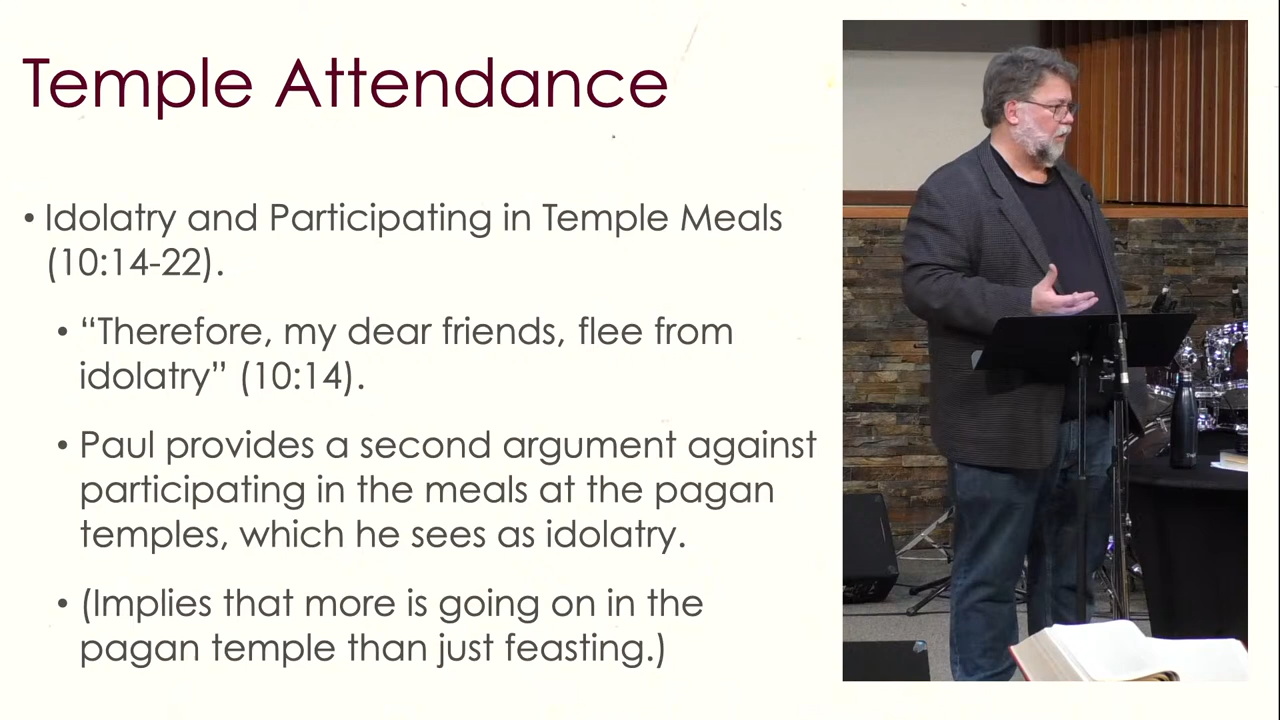 Temple Attendance
• Idolatry and Participating in Temple Meals
(10:14-22).
• “Therefore, my dear friends, flee from
idolatry” (10:14).
• Paul provides a second argument against
participating in the meals at the pagan
temples, which he sees as idolatry.
• (Implies that more is going on in the
pagan temple than just feasting.)